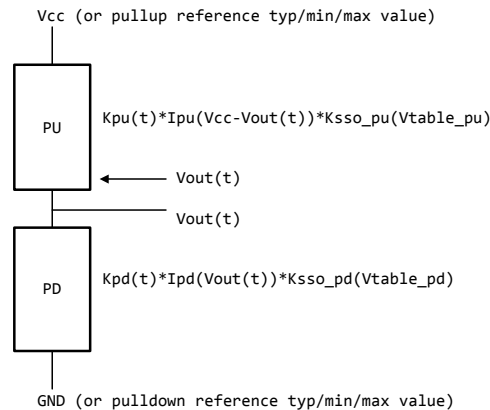 Vcc (or pullup reference typ/min/max value)
PU
Kpu(t)*Ipu(Vcc-Vout(t))*Ksso_pu(Vtable_pu)
Vout(t)
Vout(t)
PD
Kpd(t)*Ipd(Vout(t))*Ksso_pd(Vtable_pd)
GND (or pulldown reference typ/min/max value)